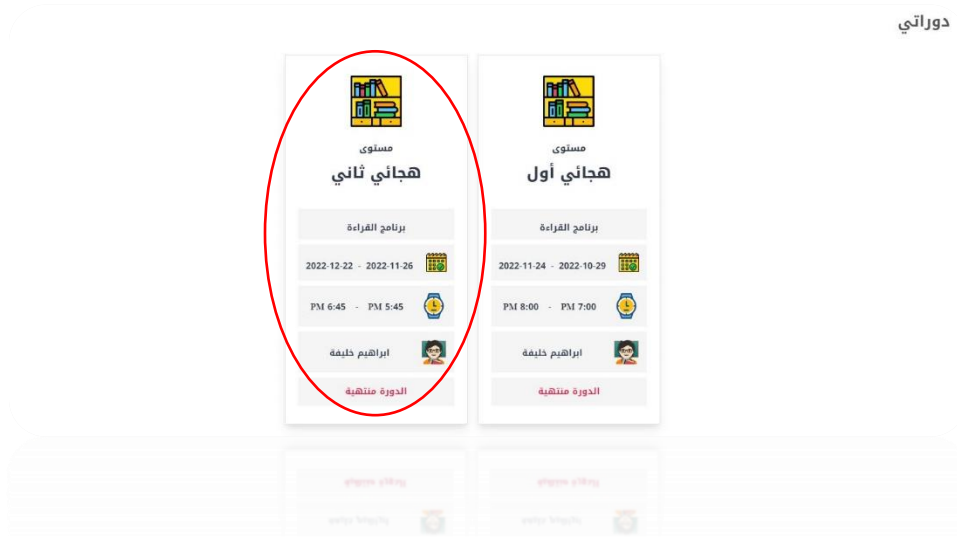 دوراتي
مستوى
هجائي أول
برنامج القراءة
2022-10-29 - 2022-11-24
7:00 PM - 8:00 PM
ابراهيم خليفة
الدورة منتهية
مستوى
هجائي ثاني
برنامج القراءة
2022-11-26 - 2022-12-22
5:45 PM - 6:45 PM
ابراهيم خليفة
الدورة منتهية